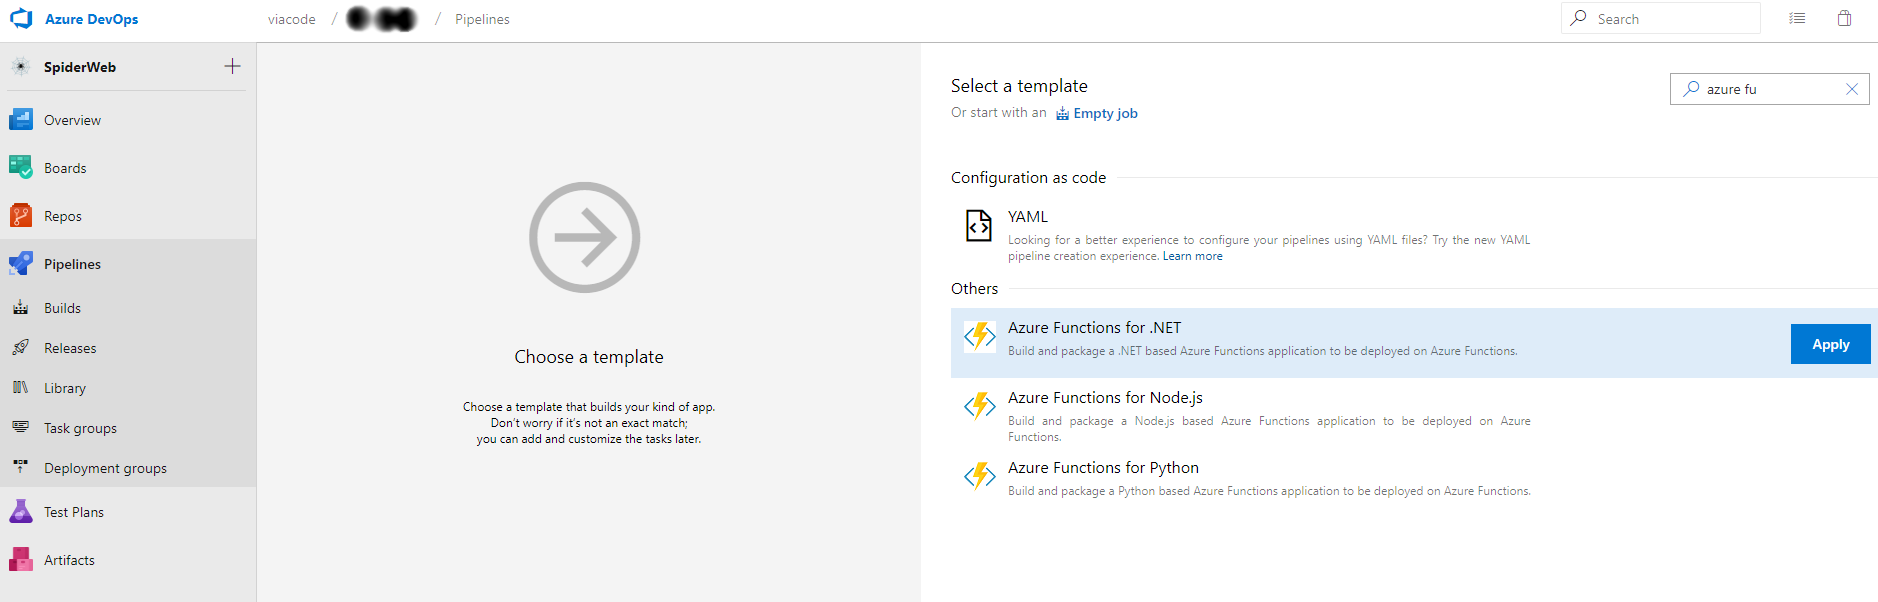 Azure DevOps
viacode / / Pipelines
Search
SpiderWeb
Overview
Boards
Repos
Pipelines
Builds
Releases
Library
Task groups
Deployment groups
Test Plans
Artifacts
Choose a template
Choose a template that builds your kind of app.
Don't worry if it's not an exact match;
you can add and customize the tasks later.
Select a template
Or start with an Empty job
azure fu
Configuration as code
YAML
Looking for a better experience to configure your pipelines using YAML files? Try the new YAML
pipeline creation experience. Learn more
Others
Azure Functions for .NET
Build and package a .NET based Azure Functions application to be deployed on Azure Functions.
Apply
Azure Functions for Node.js
Build and package a Node.js based Azure Functions application to be deployed on Azure
Functions.
Azure Functions for Python
Build and package a Python based Azure Functions application to be deployed on Azure Functions.